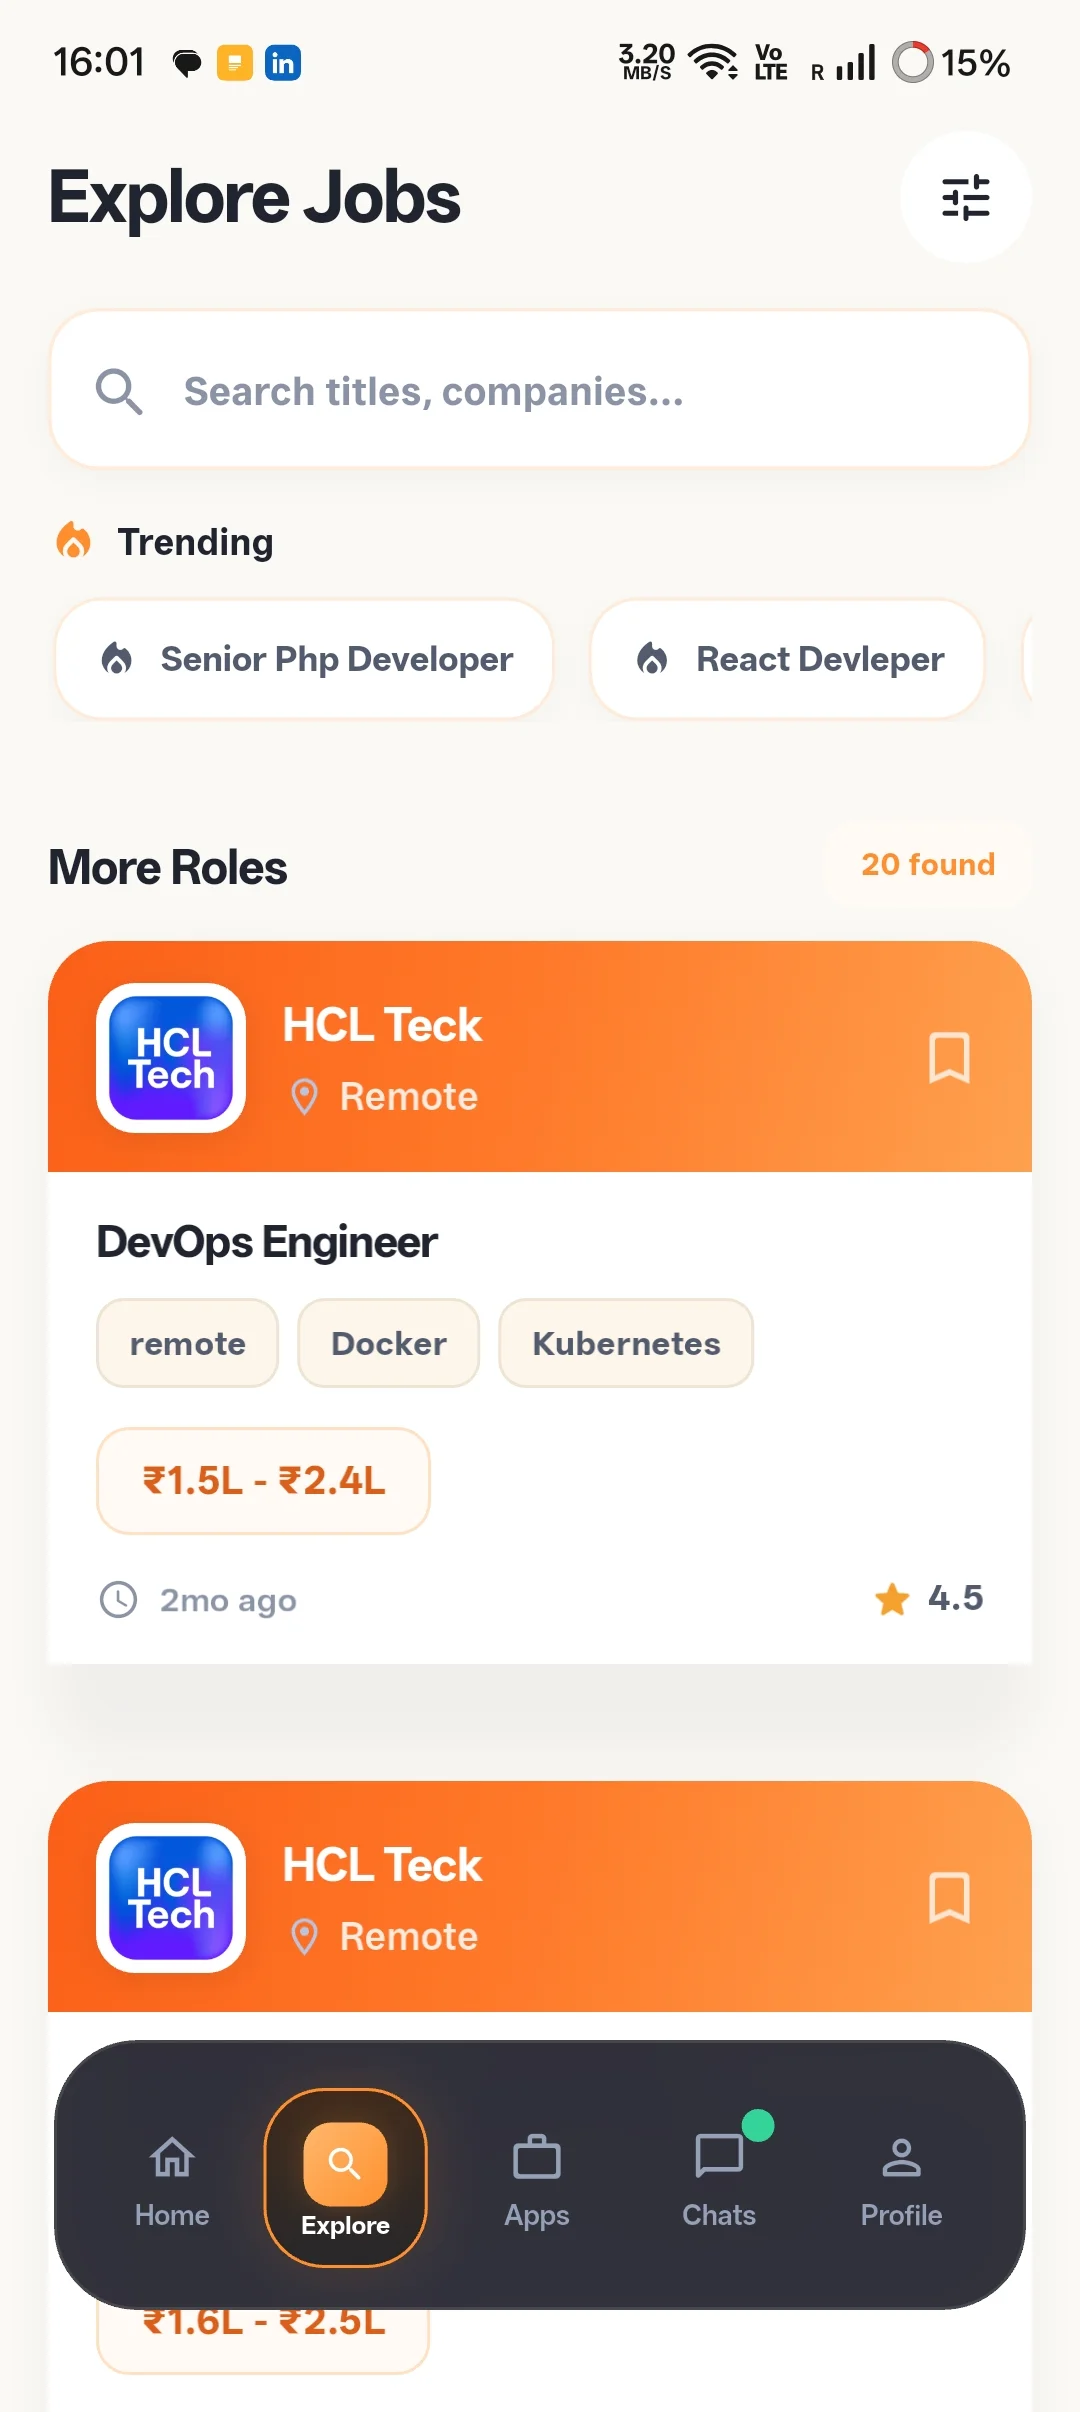 16:01
3.20
MB/S
Vo
LTE
R
15%
Explore Jobs
Search titles, companies...
Trending
Senior Php Developer
React Devleper
More Roles
20 found
HCL
Tech
HCL Teck
Remote
DevOps Engineer
remote
Docker
Kubernetes
₹1.5L - ₹2.4L
2mo ago
4.5
HCL
Tech
HCL Teck
Remote
Home
Explore
Apps
Chats
Profile
₹1.6L - ₹2.5L